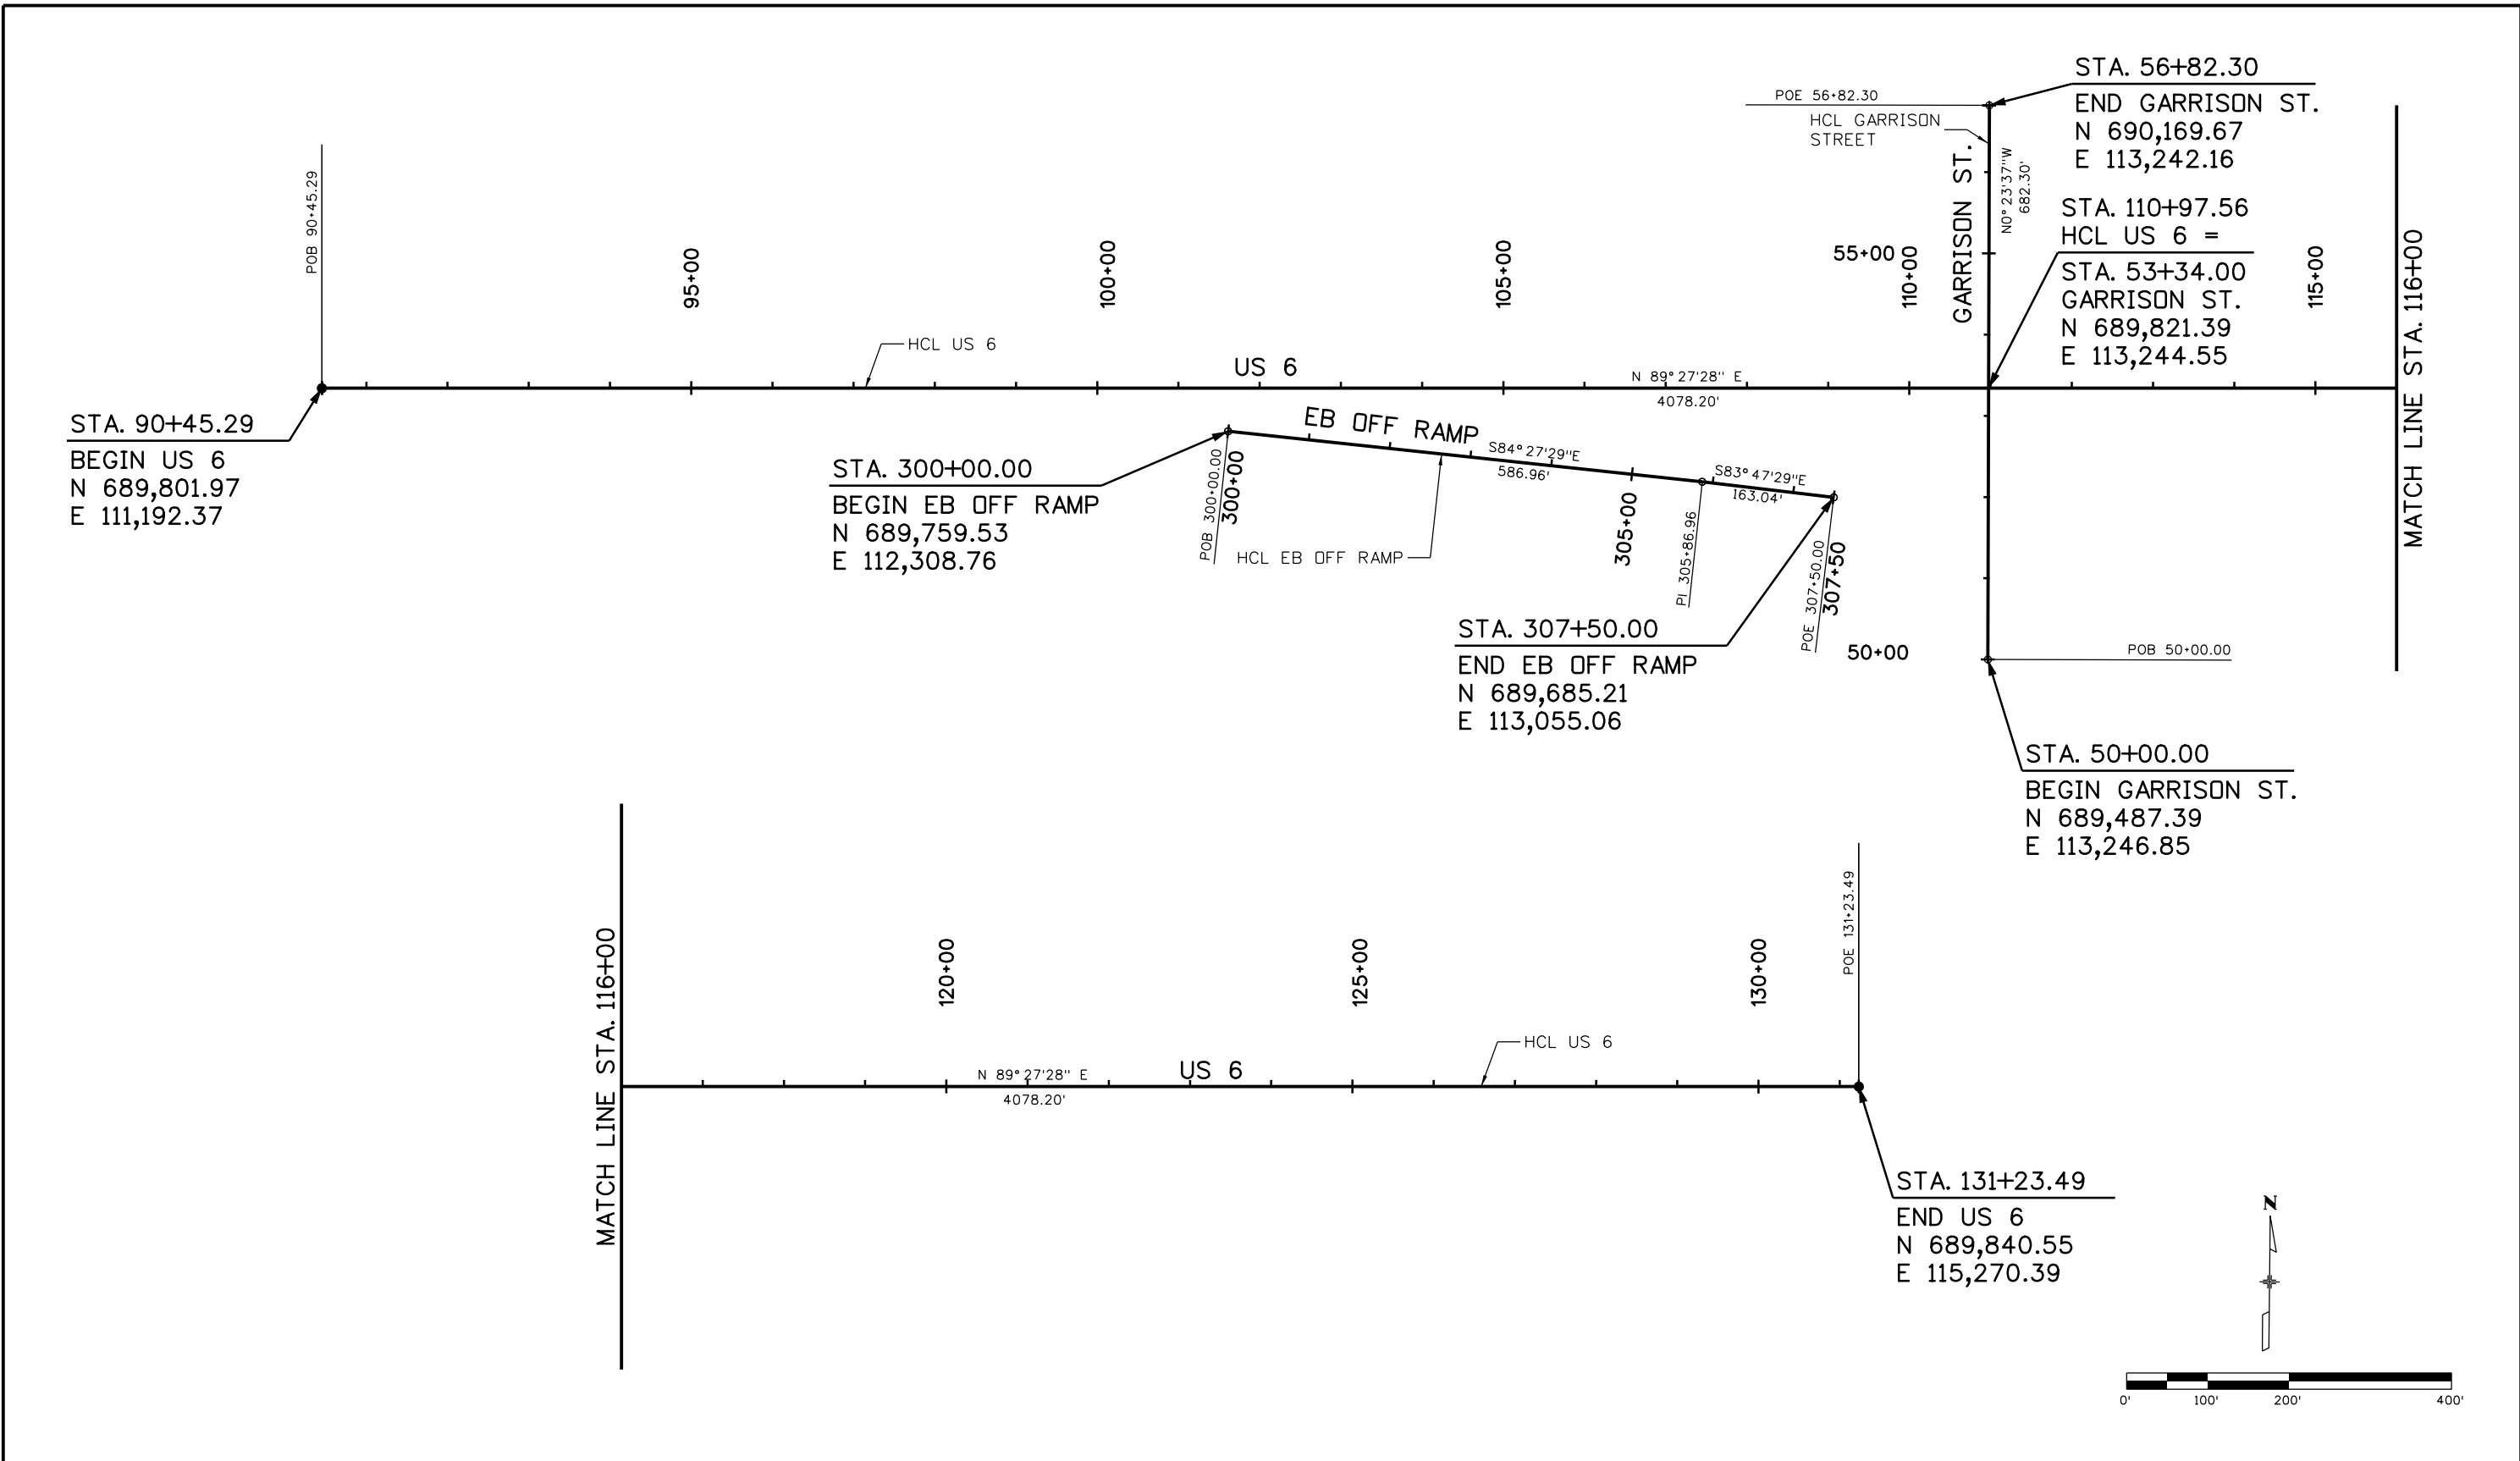 STA. 56+82.30
END GARRISON ST.
N 690,169.67
E 113,242.16
POE 56+82.30
HCL GARRISON
STREET
GARRISON ST.
N0°23'37"W
682.30'
STA. 110+97.56
HCL US 6 =
STA. 53+34.00
GARRISON ST.
N 689,821.39
E 113,244.55
POB 90+45.29
95+00
100+00
105+00
55+00
110+00
115+00
MATCH LINE STA. 116+00
HCL US 6
US 6
N 89°27'28" E
4078.20'
STA. 90+45.29
BEGIN US 6
N 689,801.97
E 111,192.37
EB OFF RAMP
S84°27'29"E
586.96'
S83°47'29"E
163.04'
STA. 300+00.00
BEGIN EB OFF RAMP
N 689,759.53
E 112,308.76
POB 300+00.00
300+00
HCL EB OFF RAMP
305+00
PI 305+86.96
POE 307+50.00
307+50
STA. 307+50.00
END EB OFF RAMP
N 689,685.21
E 113,055.06
50+00
POB 50+00.00
STA. 50+00.00
BEGIN GARRISON ST.
N 689,487.39
E 113,246.85
MATCH LINE STA. 116+00
120+00
125+00
130+00
POE 131+23.49
N 89°27'28" E
4078.20'
US 6
HCL US 6
STA. 131+23.49
END US 6
N 689,840.55
E 115,270.39
N
0' 100' 200' 400'